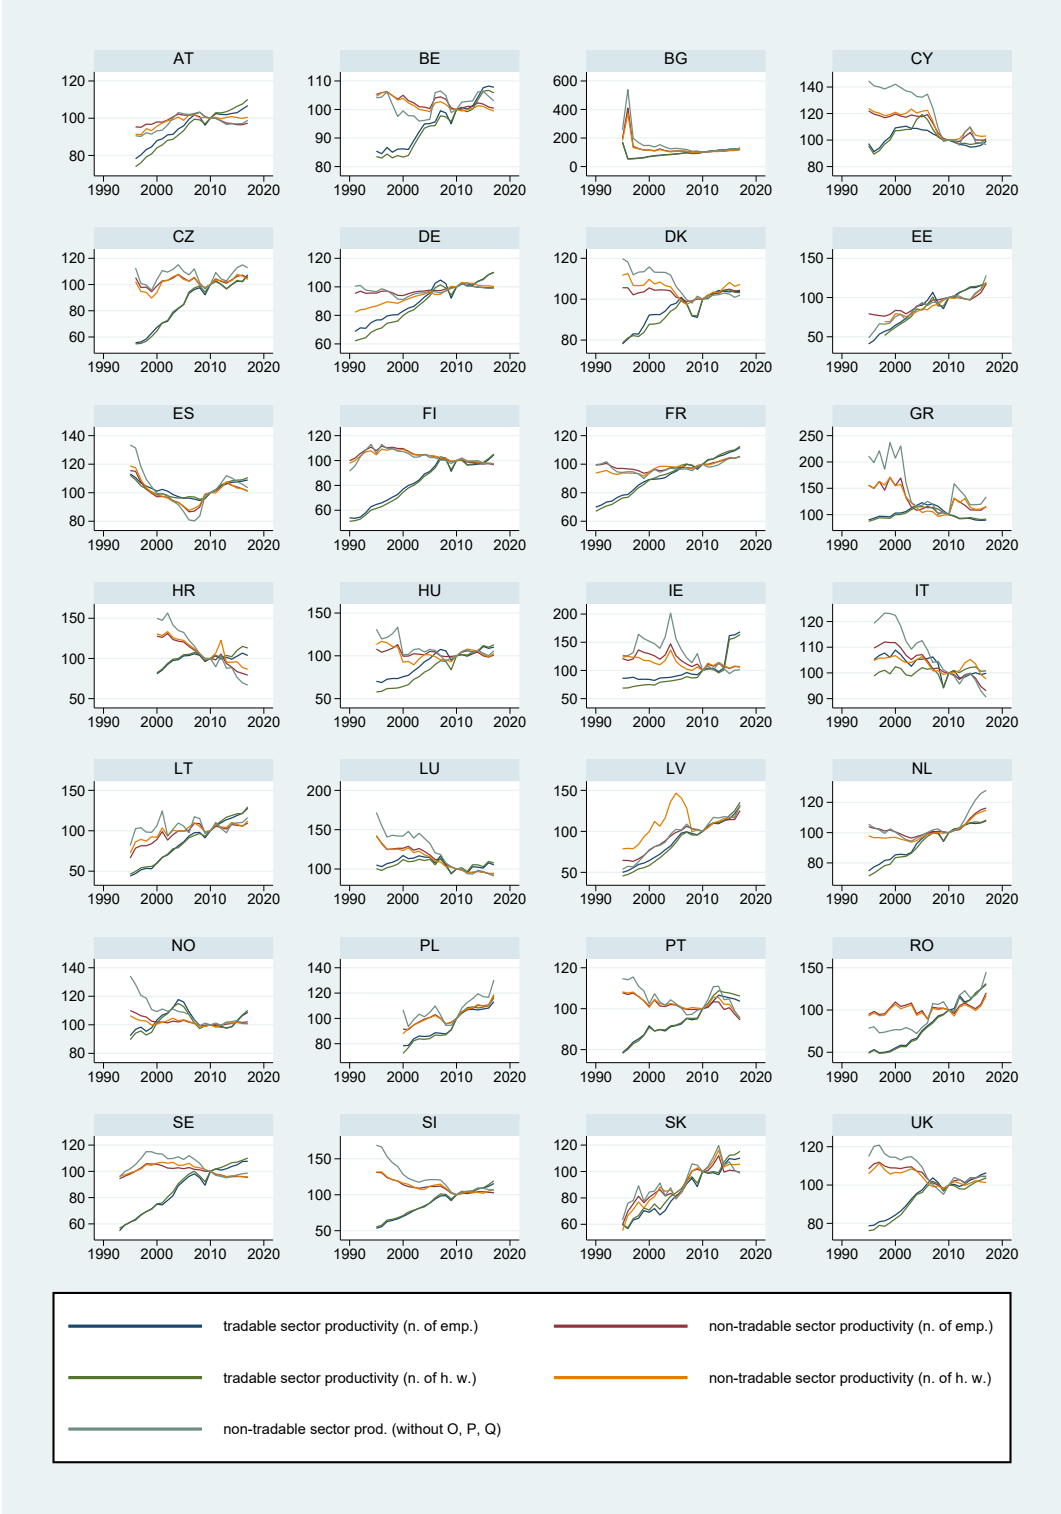 AT BE BG CY
120 110 600 140
100 100 400 120
80 90 200 100
80 0 80
1990 2000 2010 2020 1990 2000 2010 2020 1990 2000 2010 2020 1990 2000 2010 2020
CZ DE DK EE
120 120 120 150
100 100 100 100
80 80 80 50
60 60
1990 2000 2010 2020 1990 2000 2010 2020 1990 2000 2010 2020 1990 2000 2010 2020
ES FI FR GR
140 120 120 250
120 100 100 200
100 80 80 150
80 60 60 100
1990 2000 2010 2020 1990 2000 2010 2020 1990 2000 2010 2020 1990 2000 2010 2020
HR HU IE IT
150 150 200 120
100 100 150 110
50 50 100 100
50 90
1990 2000 2010 2020 1990 2000 2010 2020 1990 2000 2010 2020 1990 2000 2010 2020
LT LU LV NL
150 200 150 120
100 150 100 100
50 100 50 80
1990 2000 2010 2020 1990 2000 2010 2020 1990 2000 2010 2020 1990 2000 2010 2020
NO PL PT RO
140 140 120 150
120 120 100 100
100 100 80 50
80 80
1990 2000 2010 2020 1990 2000 2010 2020 1990 2000 2010 2020 1990 2000 2010 2020
SE SI SK UK
120 150 120 120
100 100 100 100
80 50 80 80
60 60
1990 2000 2010 2020 1990 2000 2010 2020 1990 2000 2010 2020 1990 2000 2010 2020
tradable sector productivity (n. of emp.) non-tradable sector productivity (n. of emp.)
tradable sector productivity (n. of h. w.) non-tradable sector productivity (n. of h. w.)
non-tradable sector prod. (without O, P, Q)